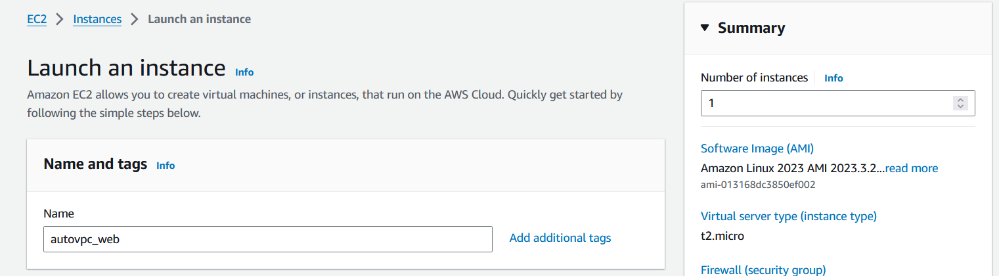 EC2 > Instances > Launch an instance
Launch an instance Info
Amazon EC2 allows you to create virtual machines, or instances, that run on the AWS Cloud. Quickly get started by
following the simple steps below.
Name and tags Info
Name
autovpc_web
Add additional tags
Summary
Number of instances Info
1
Software Image (AMI)
Amazon Linux 2023 AMI 2023.3.2...read more
ami-013168dc3850ef002
Virtual server type (instance type)
t2.micro
Firewall (security group)